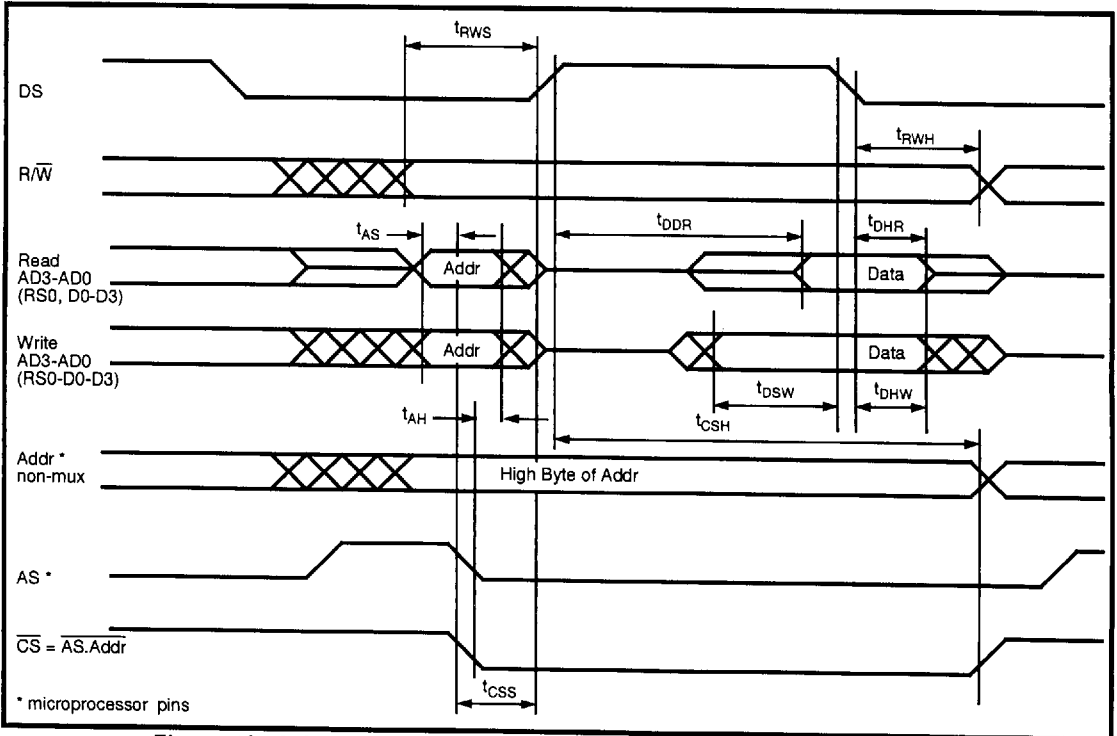 tRWS
DS
tRWH
R/W
tAS
tDDR
tDHR
Read
AD3-AD0
(RS0, D0-D3)
Addr
Data
Write
AD3-AD0
(RS0-D0-D3)
Addr
Data
tDSW
tDHW
tAH
tCSH
Addr *
non-mux
High Byte of Addr
AS *
CS = AS.Addr
tCSS
* microprocessor pins